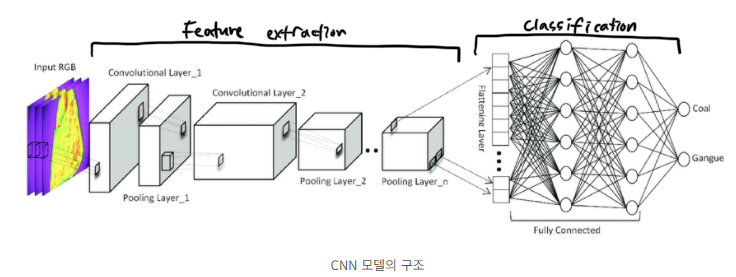 Feature extraction
classification
Input RGB
Convolutional Layer_1
Convolutional Layer_2
Flattening Layer
Coal
Gangue
Pooling Layer_1
Pooling Layer_2
Pooling Layer_n
Fully Connected
CNN 모델의 구조